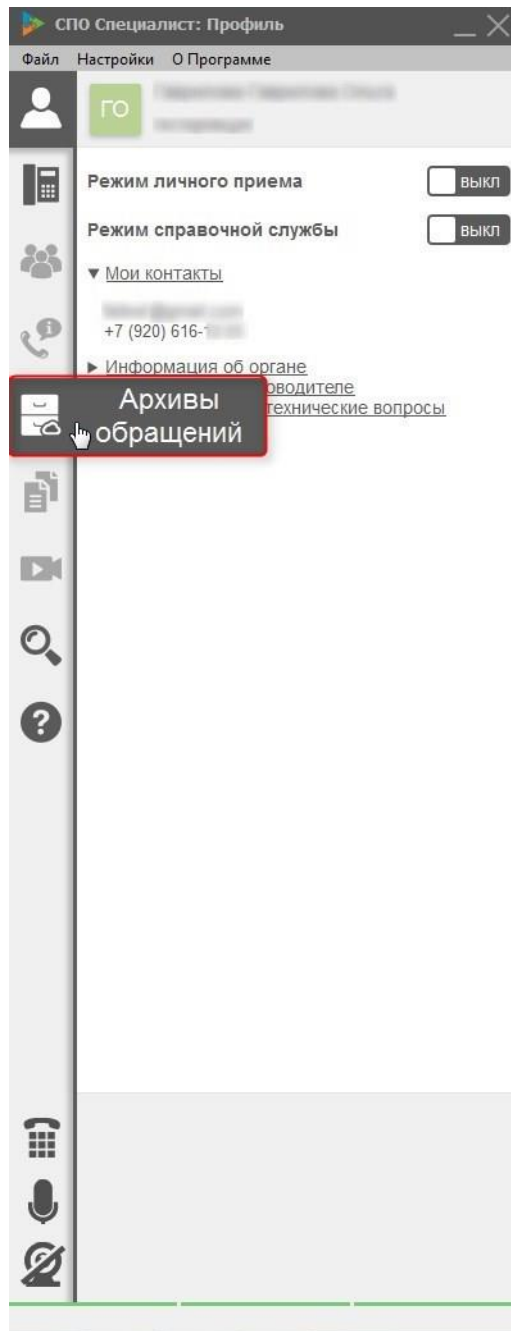 СПО Специалист: Профиль
Файл Настройки О Программе
ГО
Режим личного приема
выкл
Режим справочной службы
выкл
▼ Мои контакты
+7 (920) 616-
► Информация об органе
оводителе
технические вопросы
Архивы
обращений